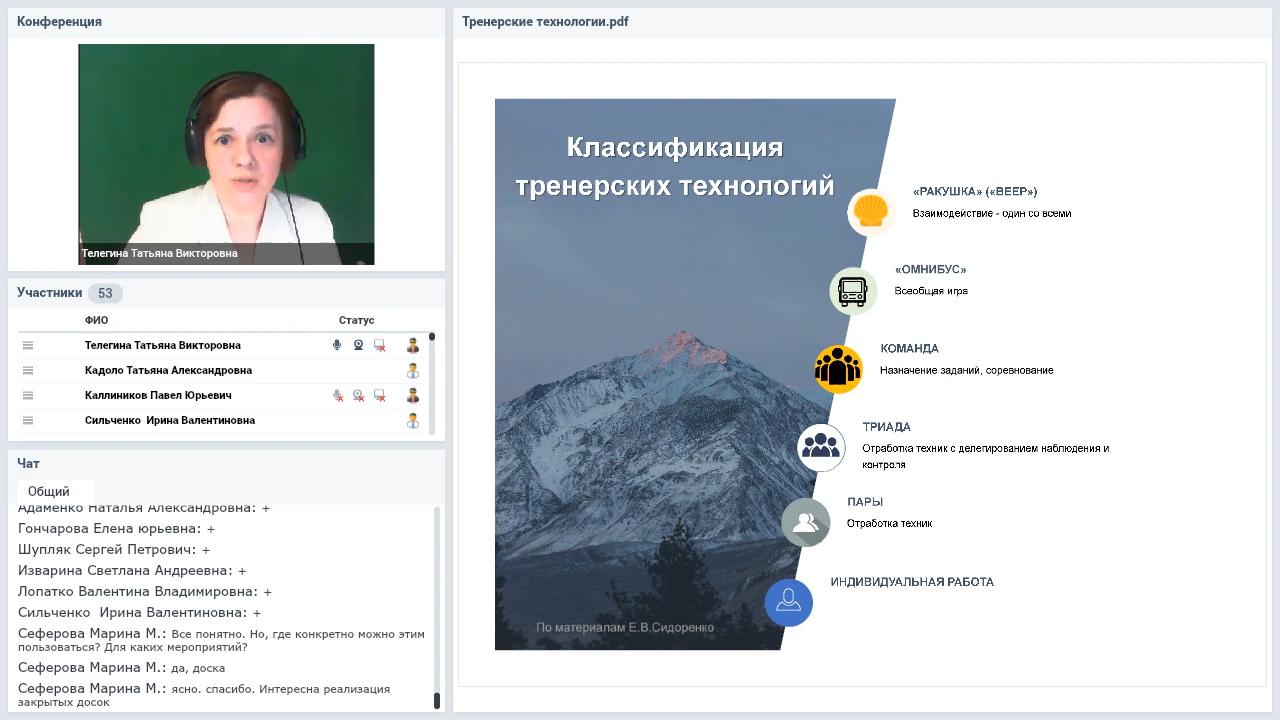 Конференция
Телегина Татьяна Викторовна
Участники 53
ФИО Статус
Телегина Татьяна Викторовна
Кадоло Татьяна Александровна
Каллиников Павел Юрьевич
Сильченко  Ирина Валентиновна
Чат
Общий
Адаменко Наталья Александровна: +
Гончарова Елена юрьевна: +
Шупляк Сергей Петрович: +
Изварина Светлана Андреевна: +
Лопатко Валентина Владимировна: +
Сильченко  Ирина Валентиновна: +
Сеферова Марина М.: Все понятно. Но, где конкретно можно этим
пользоваться? Для каких мероприятий?
Сеферова Марина М.: да, доска
Сеферова Марина М.: ясно. спасибо. Интересна реализация
закрытых досок
Тренерские технологии.pdf
Классификация
тренерских технологий
«РАКУШКА» («ВЕЕР»)
Взаимодействие - один со всеми
«ОМНИБУС»
Всеобщая игра
КОМАНДА
Назначение заданий, соревнование
ТРИАДА
Отработка техник с делегированием наблюдения и
контроля
ПАРЫ
Отработка техник
ИНДИВИДУАЛЬНАЯ РАБОТА
По материалам Е.В.Сидоренко